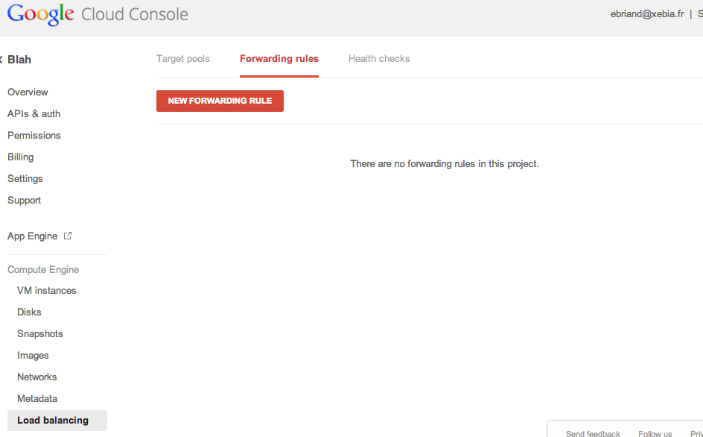 Google Cloud Console
ebriand@xebia.fr | S
Blah
Target pools Forwarding rules Health checks
Overview
NEW FORWARDING RULE
APIs & auth
Permissions
Billing
There are no forwarding rules in this project.
Settings
Support
App Engine
Compute Engine
VM instances
Disks
Snapshots
Images
Networks
Metadata
Load balancing
Send feedback Follow us Priv